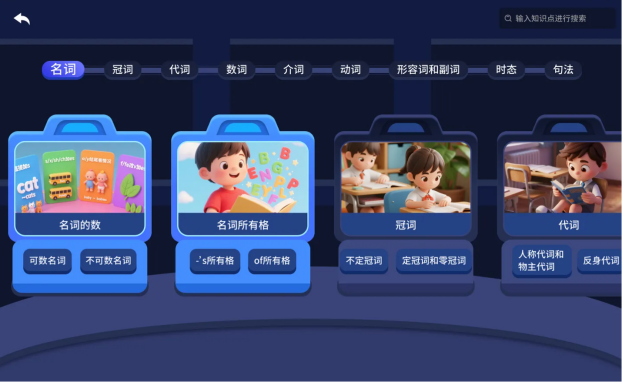 输入知识点进行搜索
名词
冠词
代词
数词
介词
动词
形容词和副词
时态
句法
cat
BGENRPEYF
名词的数
名词所有格
冠词
代词
可数名词
不可数名词
-'s所有格
of所有格
不定冠词
定冠词和零冠词
人称代词和
物主代词
反身代词